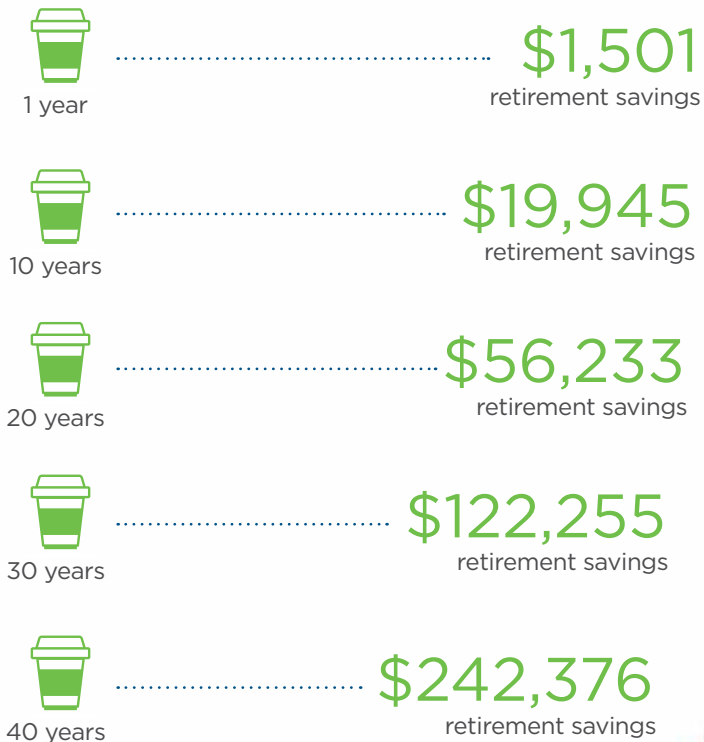 $1,501
1 year
retirement savings
$19,945
10 years
retirement savings
$56,233
20 years
retirement savings
$122,255
30 years
retirement savings
$242,376
40 years
retirement savings